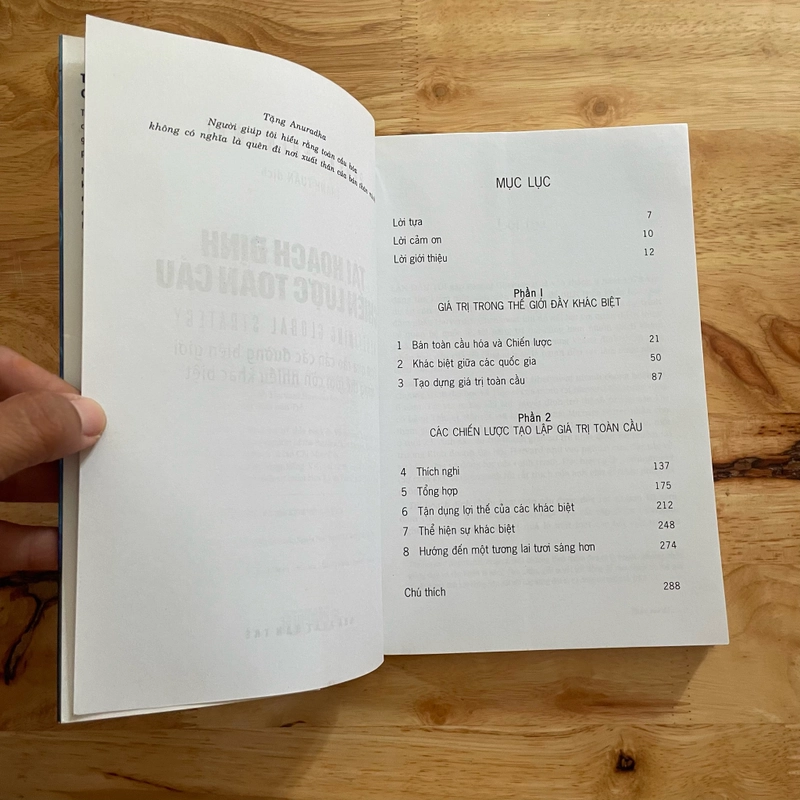 Tặng Anuradha
Người giúp tôi hiểu rằng toàn cầu hóa
không có nghĩa là quên đi nơi xuất thân của bản thân
MỤC LỤC
Lời tựa 7
Lời cảm ơn 10
Lời giới thiệu 12
Phần I
GIÁ TRỊ TRONG THẾ GIỚI ĐẦY KHÁC BIỆT
1 Bán toàn cầu hóa và Chiến lược 21
2 Khác biệt giữa các quốc gia 50
3 Tạo dựng giá trị toàn cầu 87
Phần 2
CÁC CHIẾN LƯỢC TẠO LẬP GIÁ TRỊ TOÀN CẦU
4 Thích nghi 137
5 Tổng hợp 175
6 Tận dụng lợi thế của các khác biệt 212
7 Thể hiện sự khác biệt 248
8 Hướng đến một tương lai tươi sáng hơn 274
Chú thích 288